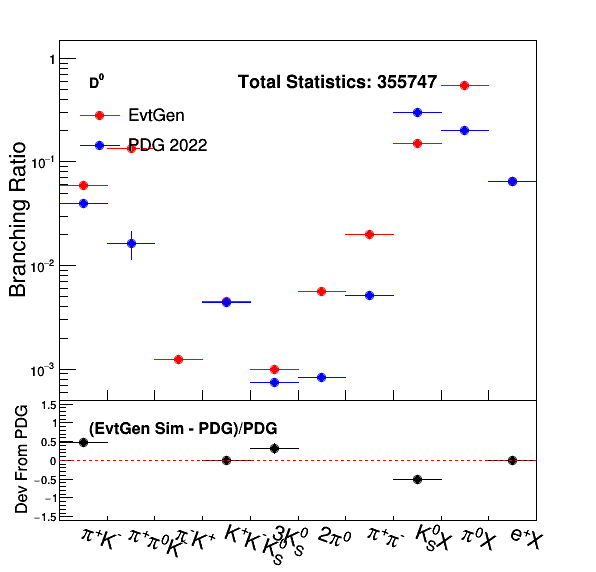 D⁰
Total Statistics: 355747
EvtGen
PDG 2022
Branching Ratio
1
10⁻¹
10⁻²
10⁻³
(EvtGen Sim - PDG)/PDG
Dev From PDG
1.5
1
0.5
0
−0.5
−1
−1.5
π⁺K⁻ π⁺π⁰K⁻ π⁻K⁺ K⁺K⁻K⁰S 3K⁰S 2π⁰ π⁺π⁻ K⁰SX π⁰X e⁺X